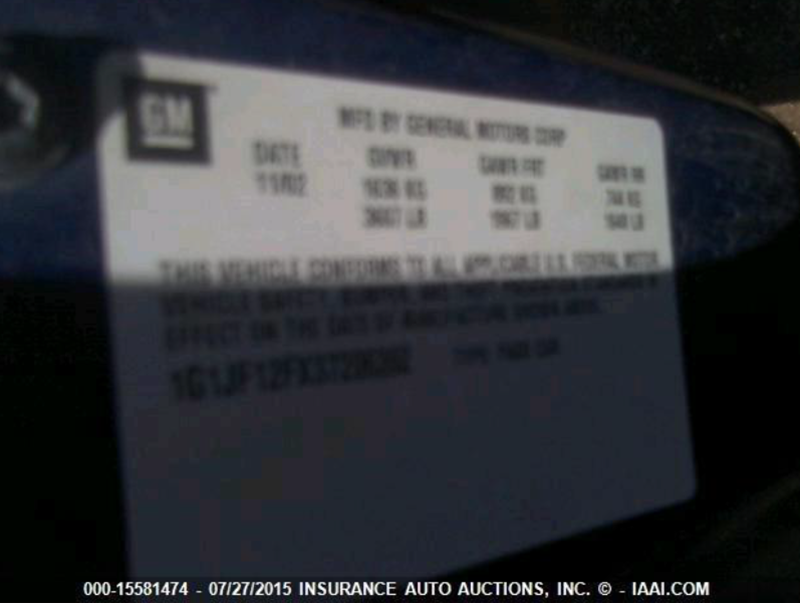 GM
MFD BY GENERAL MOTORS CORP
DATE GVWR GAWR FRT GAWR RR
11/02 1636 KG 892 KG 744 KG
3607 LB 1967 LB 1640 LB
THIS VEHICLE CONFORMS TO ALL APPLICABLE U.S. FEDERAL MOTOR
VEHICLE SAFETY, BUMPER, AND THEFT PREVENTION STANDARDS IN
EFFECT ON THE DATE OF MANUFACTURE SHOWN ABOVE.
TYPE: PASS CAR
000-15581474 - 07/27/2015 INSURANCE AUTO AUCTIONS, INC. © - IAAI.COM